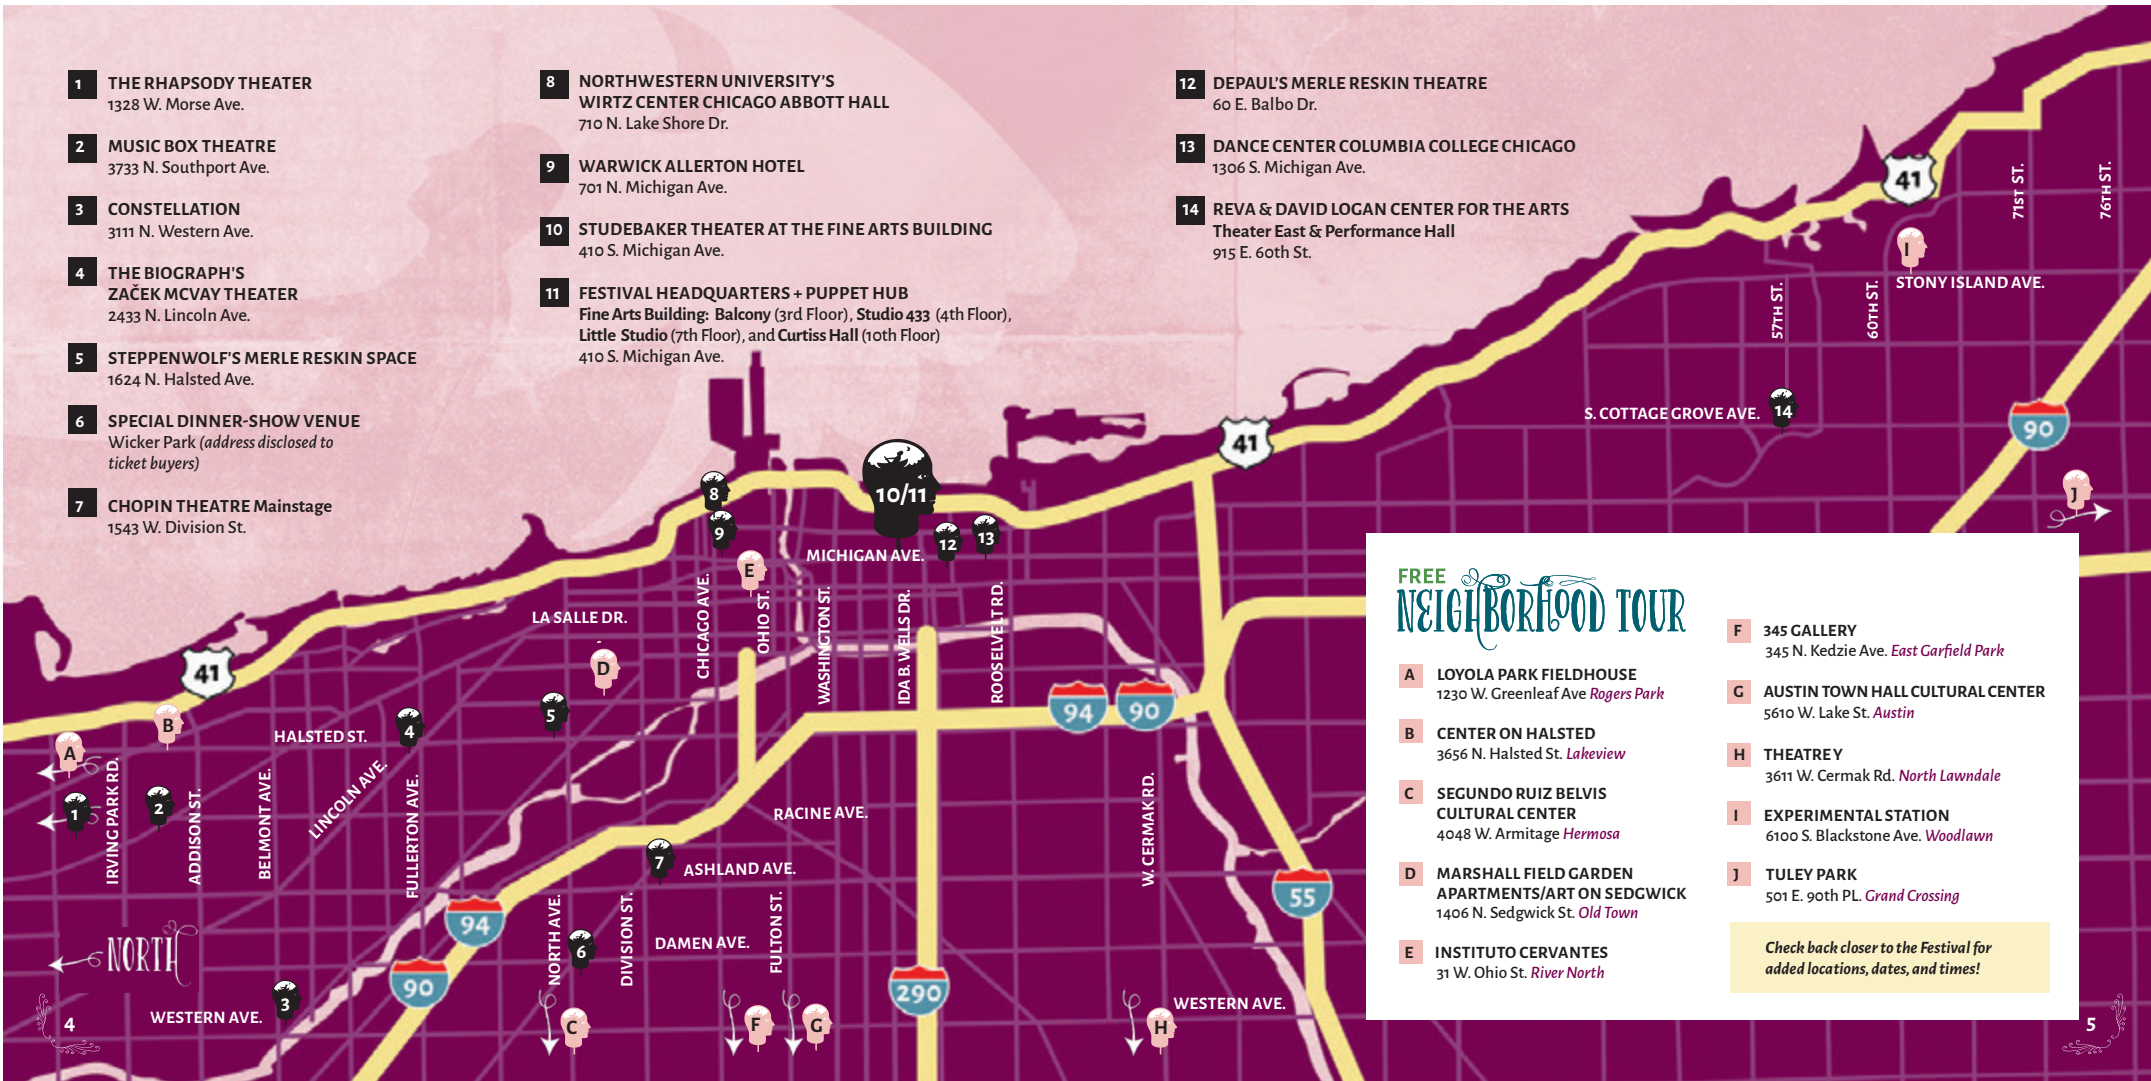 1 THE RHAPSODY THEATER
1328 W. Morse Ave.
2 MUSIC BOX THEATRE
3733 N. Southport Ave.
3 CONSTELLATION
3111 N. Western Ave.
4 THE BIOGRAPH'S
ZAČEK MCVAY THEATER
2433 N. Lincoln Ave.
5 STEPPENWOLF'S MERLE RESKIN SPACE
1624 N. Halsted Ave.
6 SPECIAL DINNER-SHOW VENUE
Wicker Park (address disclosed to
ticket buyers)
7 CHOPIN THEATRE Mainstage
1543 W. Division St.
8 NORTHWESTERN UNIVERSITY'S
WIRTZ CENTER CHICAGO ABBOTT HALL
710 N. Lake Shore Dr.
9 WARWICK ALLERTON HOTEL
701 N. Michigan Ave.
10 STUDEBAKER THEATER AT THE FINE ARTS BUILDING
410 S. Michigan Ave.
11 FESTIVAL HEADQUARTERS + PUPPET HUB
Fine Arts Building: Balcony (3rd Floor), Studio 433 (4th Floor),
Little Studio (7th Floor), and Curtiss Hall (10th Floor)
410 S. Michigan Ave.
12 DEPAUL'S MERLE RESKIN THEATRE
60 E. Balbo Dr.
13 DANCE CENTER COLUMBIA COLLEGE CHICAGO
1306 S. Michigan Ave.
14 REVA & DAVID LOGAN CENTER FOR THE ARTS
Theater East & Performance Hall
915 E. 60th St.
41
71ST ST.
76TH ST.
I
STONY ISLAND AVE.
57TH ST.
60TH ST.
S. COTTAGE GROVE AVE.
14
90
J
41
8
9
10/11
12
13
MICHIGAN AVE.
E
CHICAGO AVE.
OHIO ST.
WASHINGTON ST.
IDA B. WELLS DR.
ROOSELVELT RD.
LA SALLE DR.
D
41
B
A
1
2
HALSTED ST.
4
5
94
90
IRVING PARK RD.
ADDISON ST.
BELMONT AVE.
LINCOLN AVE.
FULLERTON AVE.
RACINE AVE.
7
ASHLAND AVE.
W. CERMAK RD.
55
94
NORTH AVE.
6
DIVISION ST.
DAMEN AVE.
FULTON ST.
NORTH
90
290
3
WESTERN AVE.
C
F
G
H
WESTERN AVE.
4
FREE
NEIGHBORHOOD TOUR
A LOYOLA PARK FIELDHOUSE
1230 W. Greenleaf Ave Rogers Park
B CENTER ON HALSTED
3656 N. Halsted St. Lakeview
C SEGUNDO RUIZ BELVIS
CULTURAL CENTER
4048 W. Armitage Hermosa
D MARSHALL FIELD GARDEN
APARTMENTS/ART ON SEDGWICK
1406 N. Sedgwick St. Old Town
E INSTITUTO CERVANTES
31 W. Ohio St. River North
F 345 GALLERY
345 N. Kedzie Ave. East Garfield Park
G AUSTIN TOWN HALL CULTURAL CENTER
5610 W. Lake St. Austin
H THEATRE Y
3611 W. Cermak Rd. North Lawndale
I EXPERIMENTAL STATION
6100 S. Blackstone Ave. Woodlawn
J TULEY PARK
501 E. 90th PL. Grand Crossing
Check back closer to the Festival for
added locations, dates, and times!
5